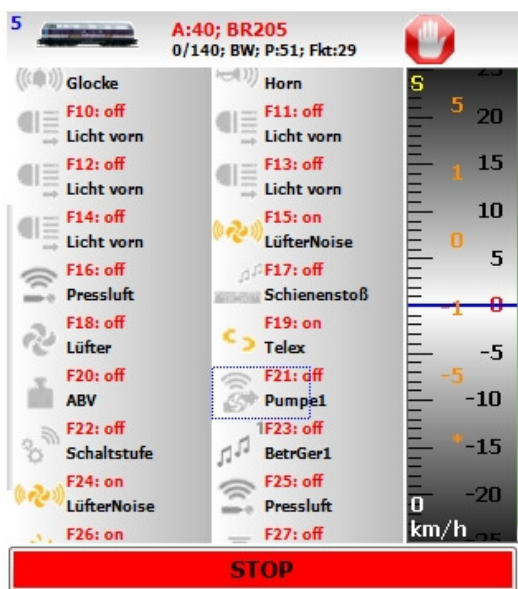 5
A:40; BR205
0/140; BW; P:51; Fkt:29
Glocke
Horn
F10: off
Licht vorn
F11: off
Licht vorn
F12: off
Licht vorn
F13: off
Licht vorn
F14: off
Licht vorn
F15: on
LüfterNoise
F16: off
Pressluft
F17: off
Schienenstoß
F18: off
Lüfter
F19: on
Telex
F20: off
ABV
F21: off
Pumpe1
F22: off
Schaltstufe
1
F23: off
BetrGer1
F24: on
LüfterNoise
F25: off
Pressluft
F26: on
F27: off
S
5
20
1
15
10
0
5
-1
0
-5
-5
-10
*
-15
-20
0
km/h
STOP